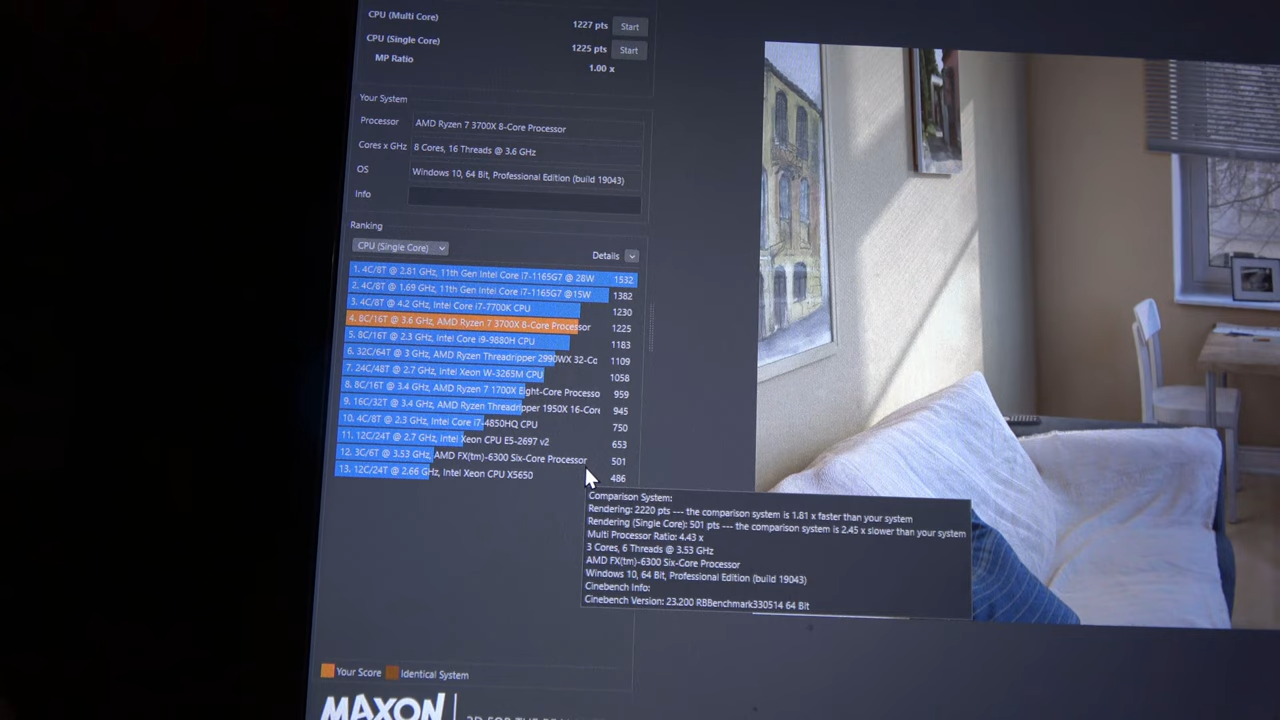 CPU (Multi Core) 1227 pts Start
CPU (Single Core) 1225 pts Start
MP Ratio 1.00 x
Your System
Processor AMD Ryzen 7 3700X 8-Core Processor
Cores x GHz 8 Cores, 16 Threads @ 3.6 GHz
OS Windows 10, 64 Bit, Professional Edition (build 19043)
Info
Ranking
CPU (Single Core) Details
1. 4C/8T @ 2.81 GHz, 11th Gen Intel Core i7-1165G7 @ 28W 1532
2. 4C/8T @ 1.69 GHz, 11th Gen Intel Core i7-1165G7 @15W 1382
3. 4C/8T @ 4.2 GHz, Intel Core i7-7700K CPU 1230
4. 8C/16T @ 3.6 GHz, AMD Ryzen 7 3700X 8-Core Processor 1225
5. 8C/16T @ 2.3 GHz, Intel Core i9-9880H CPU 1183
6. 32C/64T @ 3 GHz, AMD Ryzen Threadripper 2990WX 32-Co 1109
7. 24C/48T @ 2.7 GHz, Intel Xeon W-3265M CPU 1058
8. 8C/16T @ 3.4 GHz, AMD Ryzen 7 1700X Eight-Core Processo 959
9. 16C/32T @ 3.4 GHz, AMD Ryzen Threadripper 1950X 16-Core 945
10. 4C/8T @ 2.3 GHz, Intel Core i7-4850HQ CPU 750
11. 12C/24T @ 2.7 GHz, Intel Xeon CPU E5-2697 v2 653
12. 3C/6T @ 3.53 GHz, AMD FX(tm)-6300 Six-Core Processor 501
13. 12C/24T @ 2.66 GHz, Intel Xeon CPU X5650 486
Comparison System:
Rendering: 2220 pts --- the comparison system is 1.81 x faster than your system
Rendering (Single Core): 501 pts --- the comparison system is 2.45 x slower than your system
Multi Processor Ratio: 4.43 x
3 Cores, 6 Threads @ 3.53 GHz
AMD FX(tm)-6300 Six-Core Processor
Windows 10, 64 Bit, Professional Edition (build 19043)
Cinebench Info:
Cinebench Version: 23.200 RBBenchmark330514 64 Bit
Your Score Identical System
MAXON